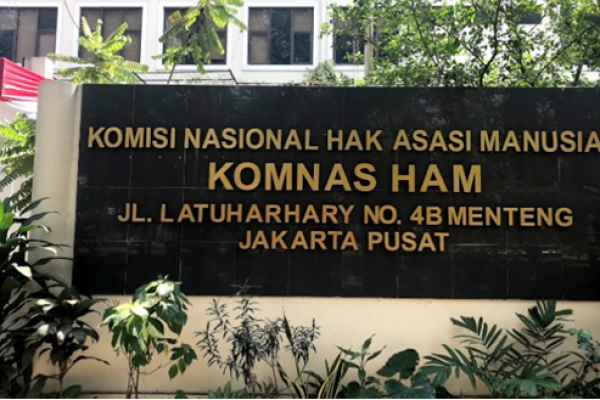 KOMISI NASIONAL HAK ASASI MANUSIA
KOMNAS HAM
JL. LATUHARHARY NO. 4B MENTENG
JAKARTA PUSAT